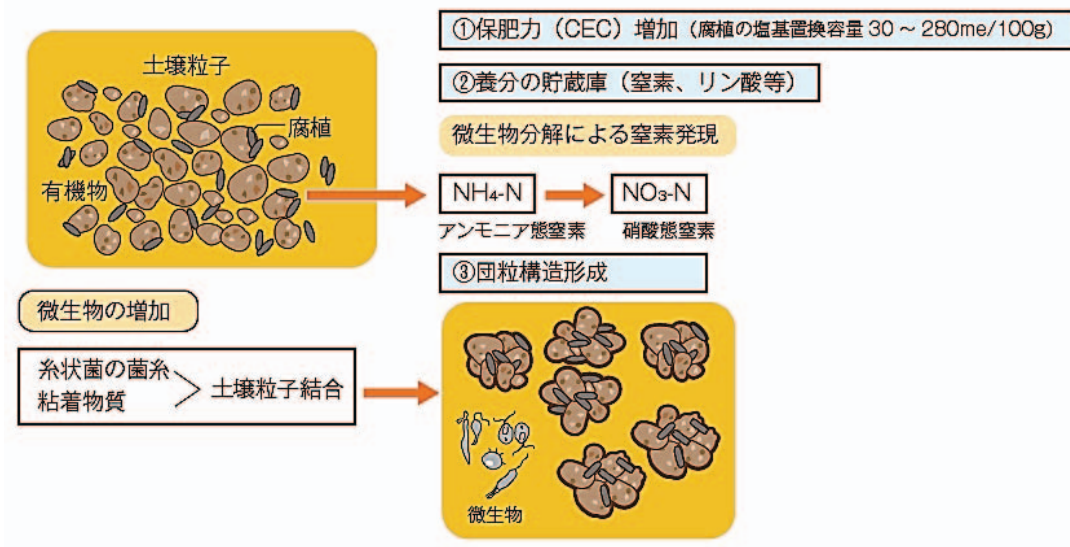 ①保肥力（CEC）増加（腐植の塩基置換容量 30 ～ 280me/100g）
土壌粒子
②養分の貯蔵庫（窒素、リン酸等）
腐植
微生物分解による窒素発現
有機物
NH₄-N
NO₃-N
アンモニア態窒素
硝酸態窒素
③団粒構造形成
微生物の増加
糸状菌の菌糸
粘着物質
土壌粒子結合
微生物